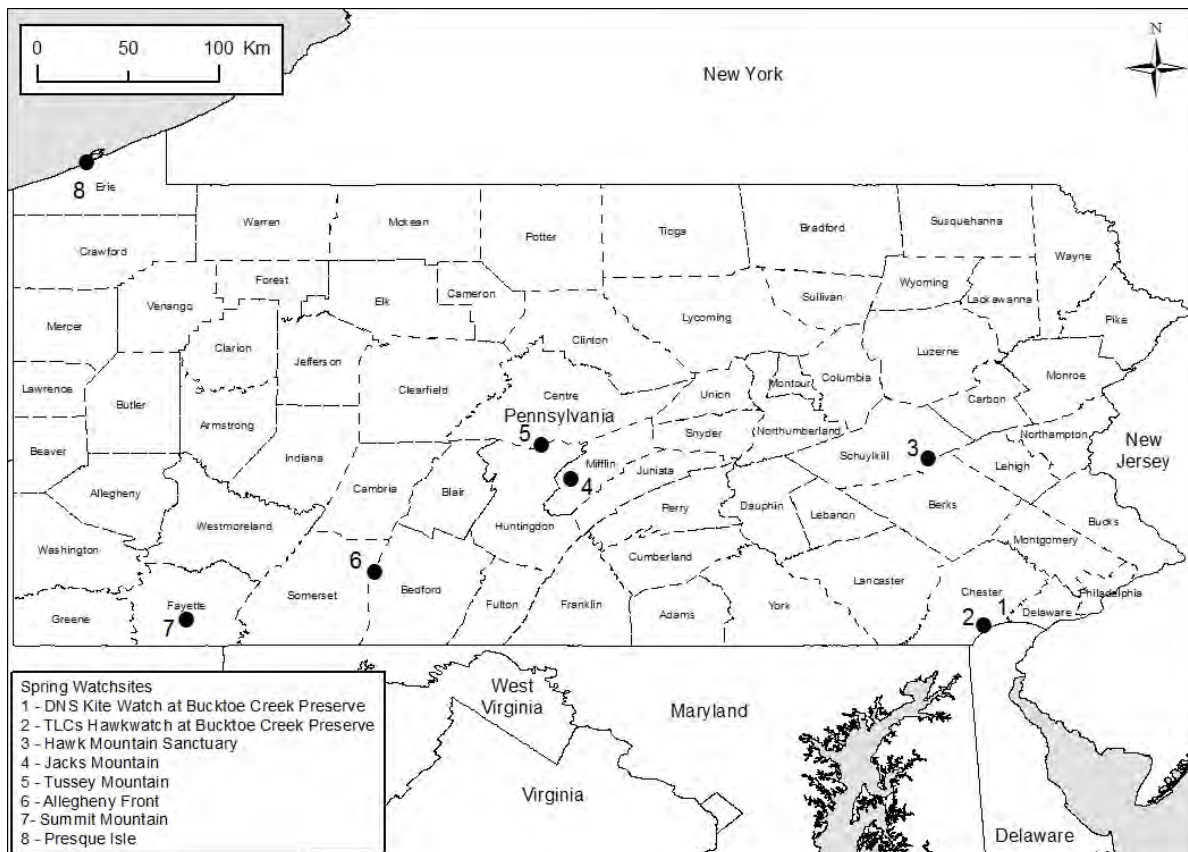 0 50 100 Km
N
New York
8
Erie
Warren
Mckean
Potter
Tioga
Bradford
Susquehanna
Wayne
Crawford
Forest
Elk
Cameron
Sullivan
Wyoming
Lackawanna
Pike
Venango
Mercer
Clarion
Jefferson
Clinton
Lycoming
Luzerne
Monroe
Lawrence
Butler
Clearfield
Centre
Union
Montour
Columbia
Carbon
Pennsylvania
Armstrong
Snyder
Northumberland
Northampton
New
Jersey
Beaver
Indiana
5
Mifflin
4
Juniata
Schuylkill
3
Lehigh
Allegheny
Cambria
Blair
Huntingdon
Perry
Dauphin
Lebanon
Berks
Bucks
Westmoreland
Montgomery
Washington
Cumberland
6
Somerset
Bedford
Fulton
Franklin
Adams
York
Lancaster
Chester
Philadelphia
Delaware
2 1
Greene
Fayette
7
West
Virginia
Maryland
Virginia
Delaware
Spring Watchsites
1 - DNS Kite Watch at Bucktoe Creek Preserve
2 - TLCs Hawkwatch at Bucktoe Creek Preserve
3 - Hawk Mountain Sanctuary
4 - Jacks Mountain
5 - Tussey Mountain
6 - Allegheny Front
7- Summit Mountain
8 - Presque Isle